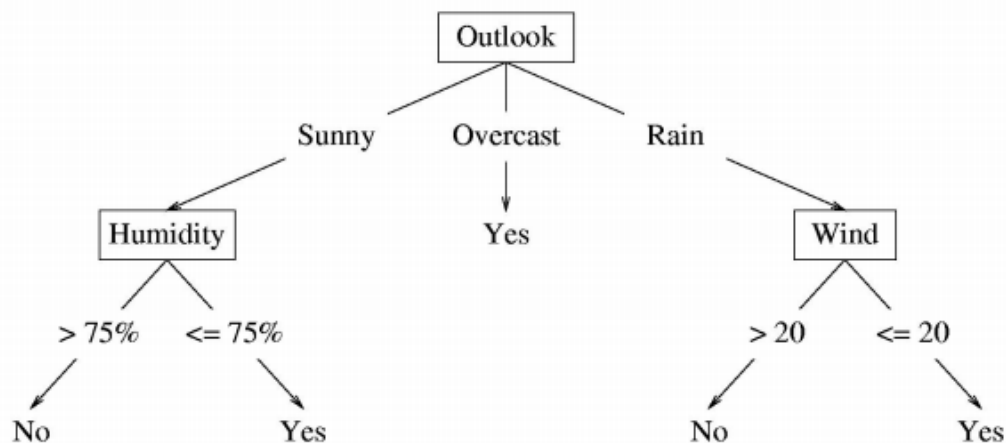 Outlook
Sunny Overcast Rain
Humidity Yes Wind
> 75% <= 75% > 20 <= 20
No Yes No Yes